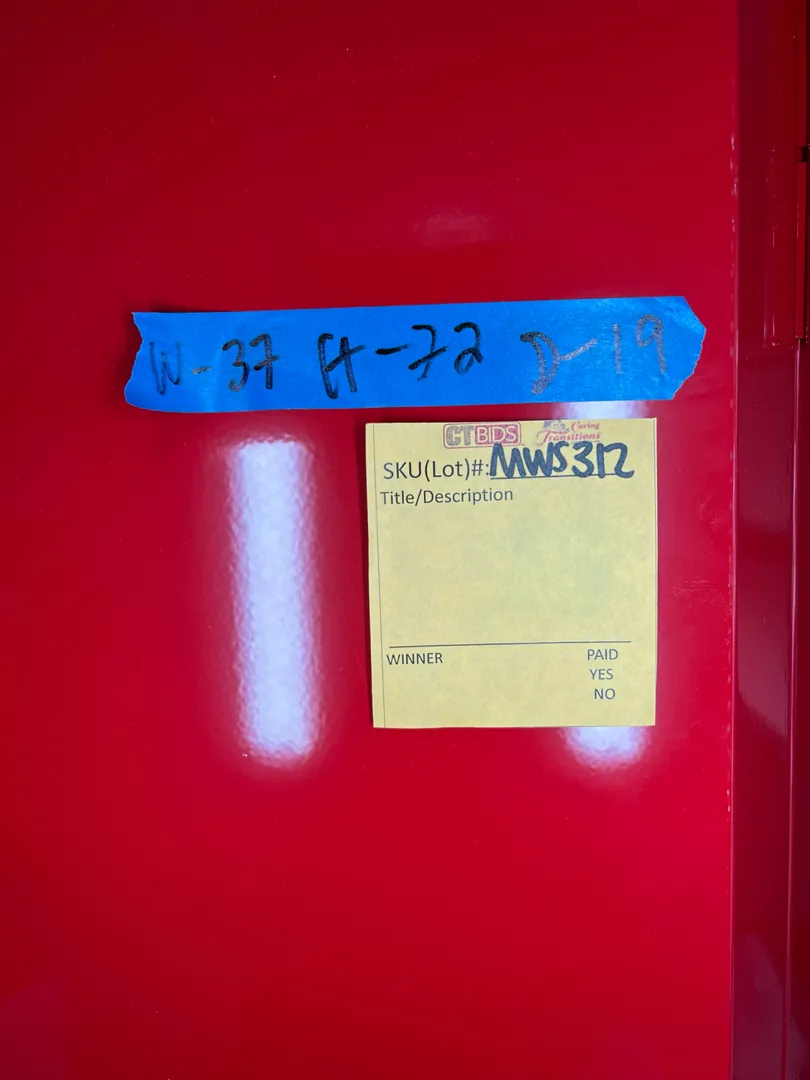 W-37 H-72 D-19
CTBIDS Caring Transitions
SKU(Lot)#: MWS312
Title/Description
WINNER PAID
YES
NO